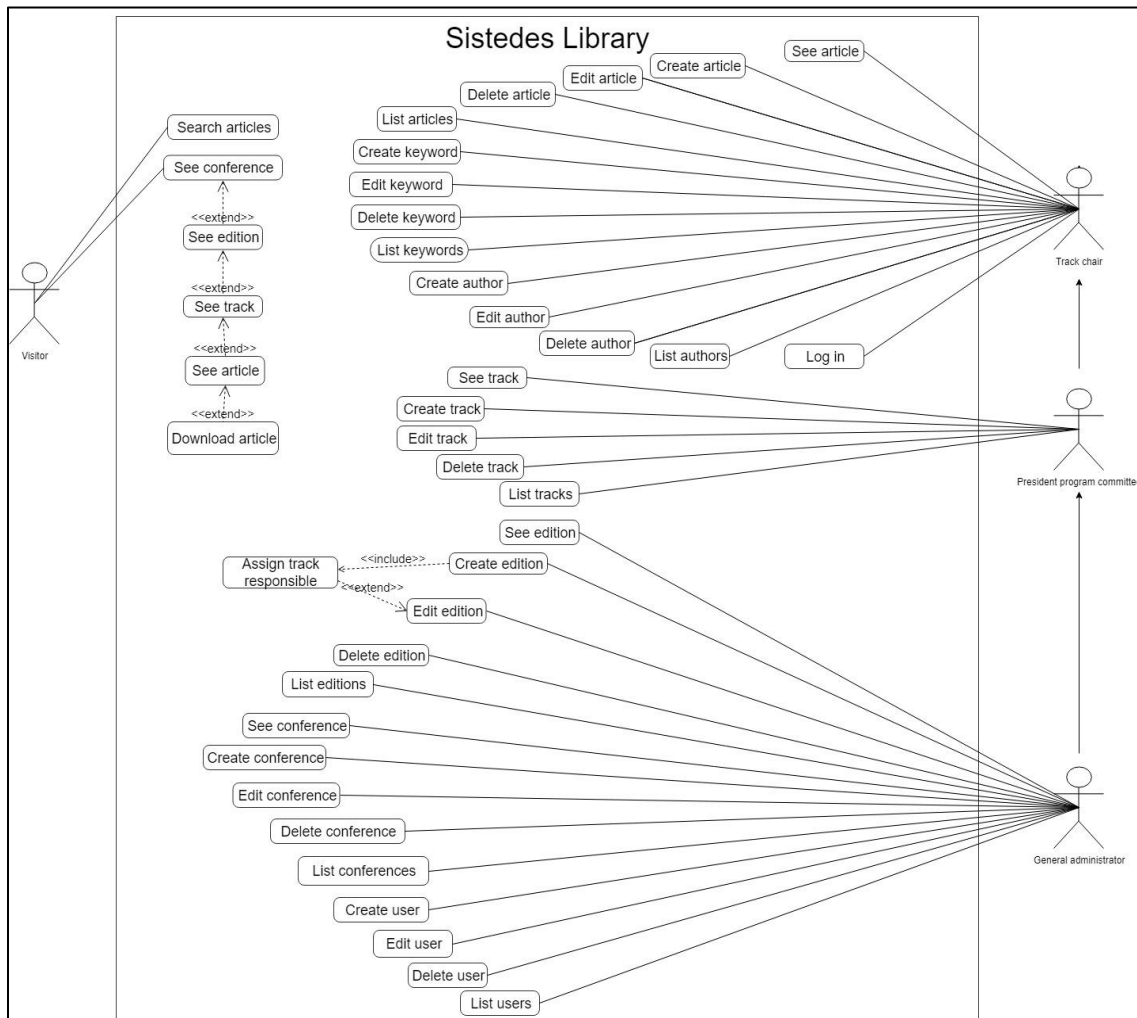 Sistedes Library
See article
Create article
Edit article
Delete article
List articles
Create keyword
Edit keyword
Delete keyword
List keywords
Create author
Edit author
Delete author
List authors
Log in
Track chair
Search articles
See conference
<<extend>>
See edition
<<extend>>
See track
<<extend>>
See article
<<extend>>
Download article
Visitor
See track
Create track
Edit track
Delete track
List tracks
President program committee
See edition
<<include>>
Create edition
Assign track
responsible
<<extend>>
Edit edition
Delete edition
List editions
See conference
Create conference
Edit conference
Delete conference
List conferences
Create user
Edit user
Delete user
List users
General administrator